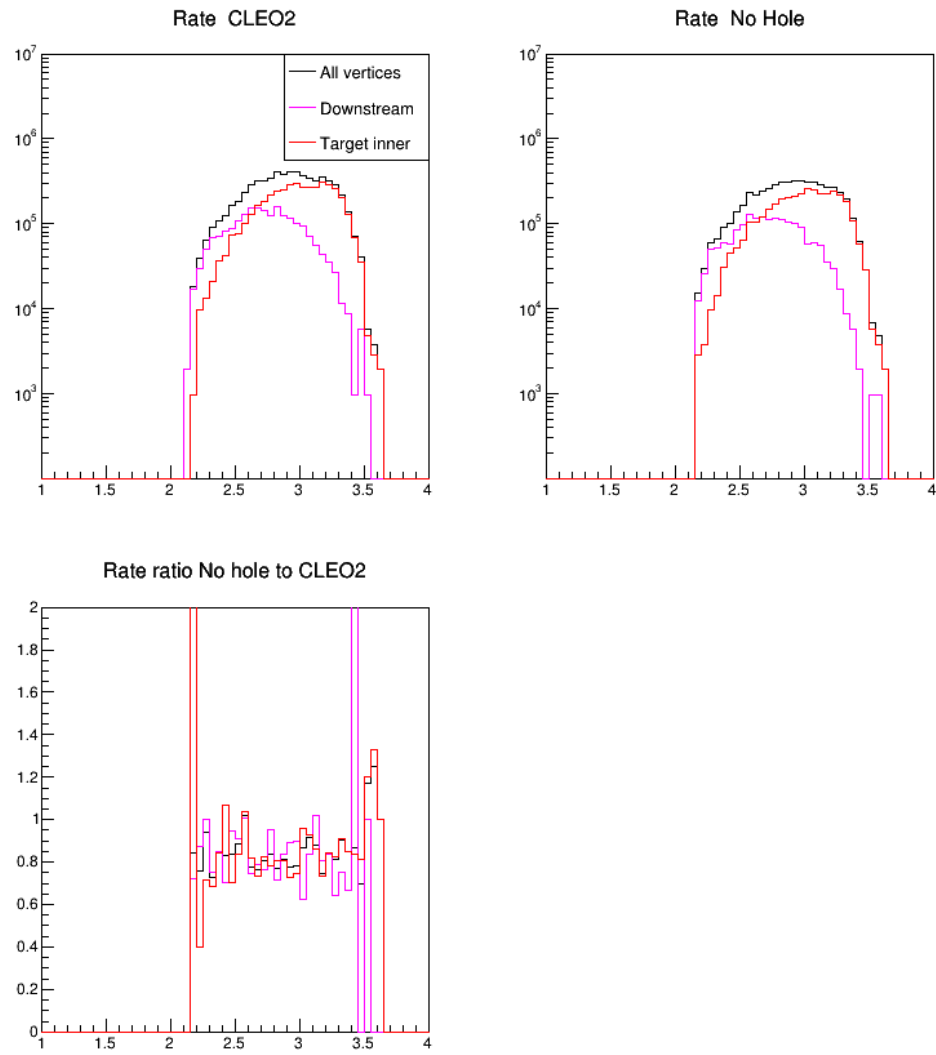 Rate CLEO2
10^7
10^6
10^5
10^4
10^3
All vertices
Downstream
Target inner
1 1.5 2 2.5 3 3.5 4
Rate No Hole
10^7
10^6
10^5
10^4
10^3
1 1.5 2 2.5 3 3.5 4
Rate ratio No hole to CLEO2
2
1.8
1.6
1.4
1.2
1
0.8
0.6
0.4
0.2
0
1 1.5 2 2.5 3 3.5 4